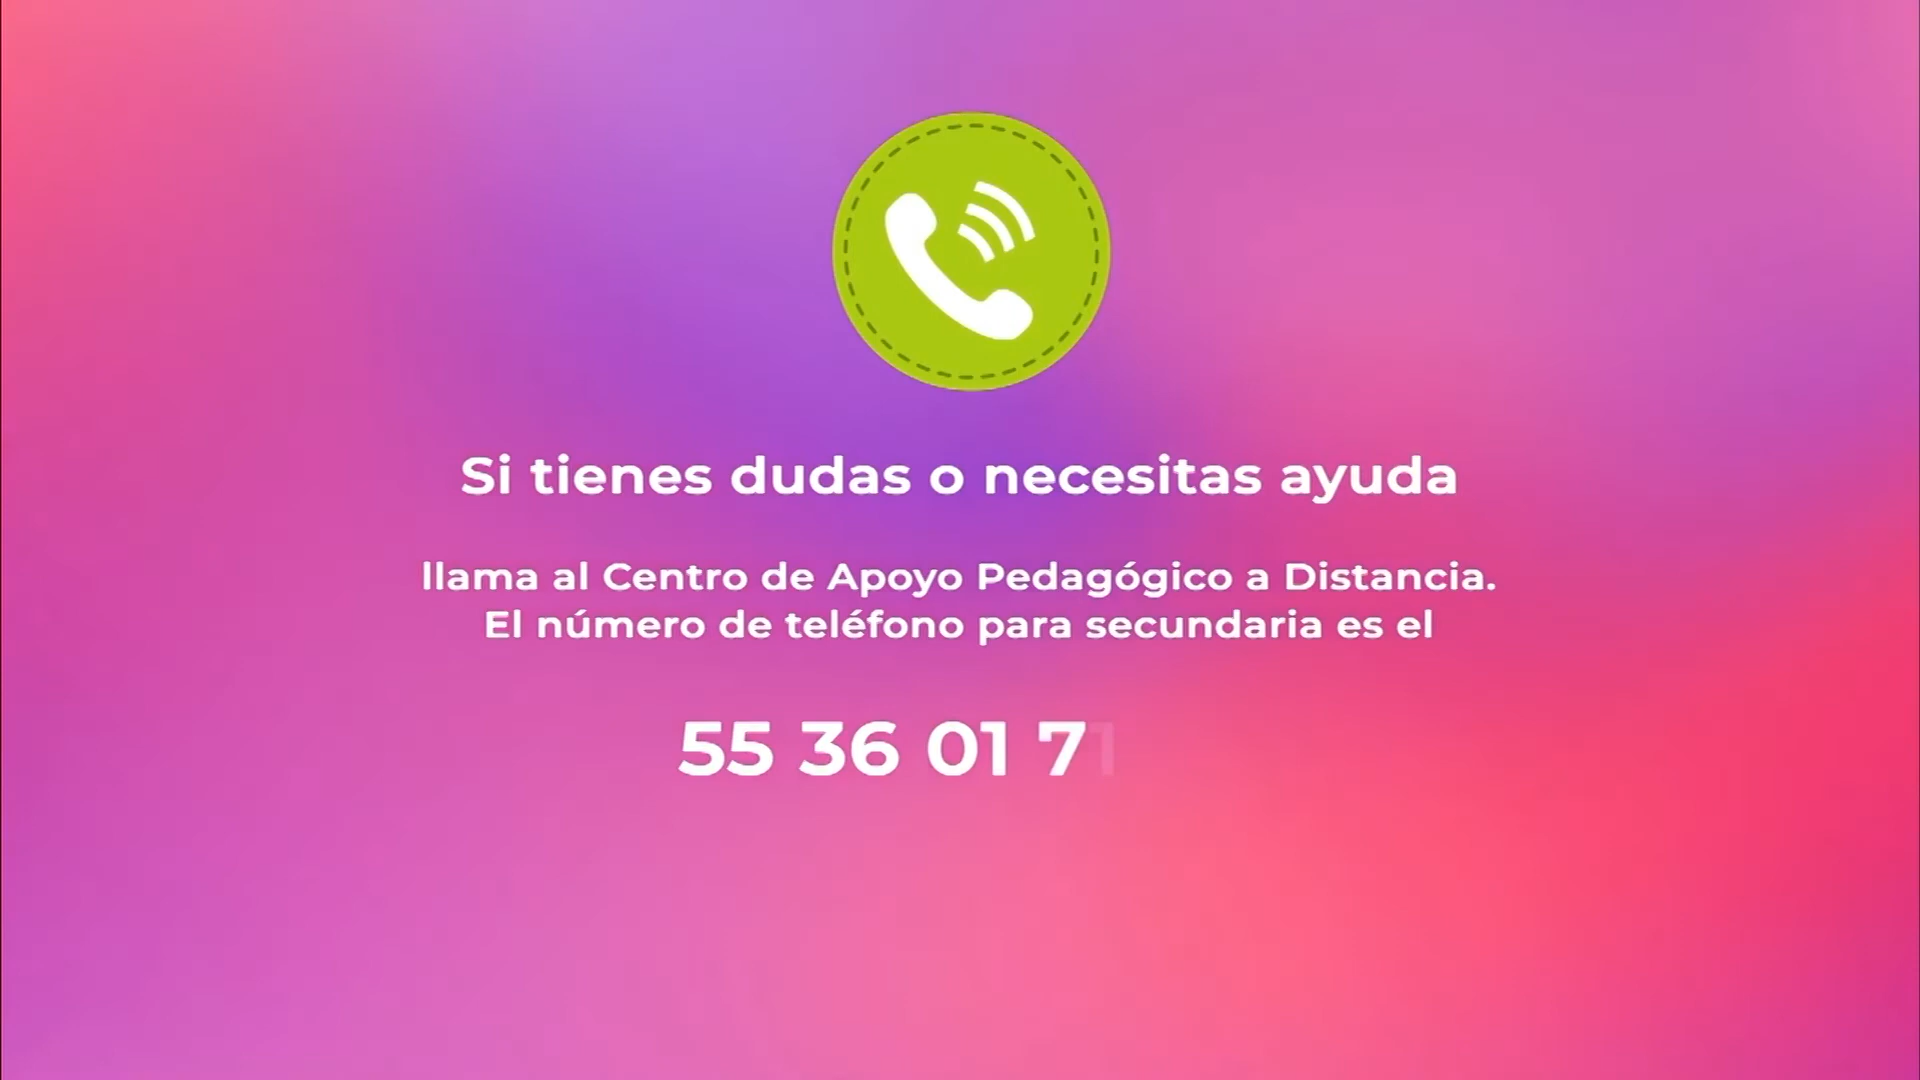 Si tienes dudas o necesitas ayuda
llama al Centro de Apoyo Pedagógico a Distancia.
El número de teléfono para secundaria es el
55 36 01 71